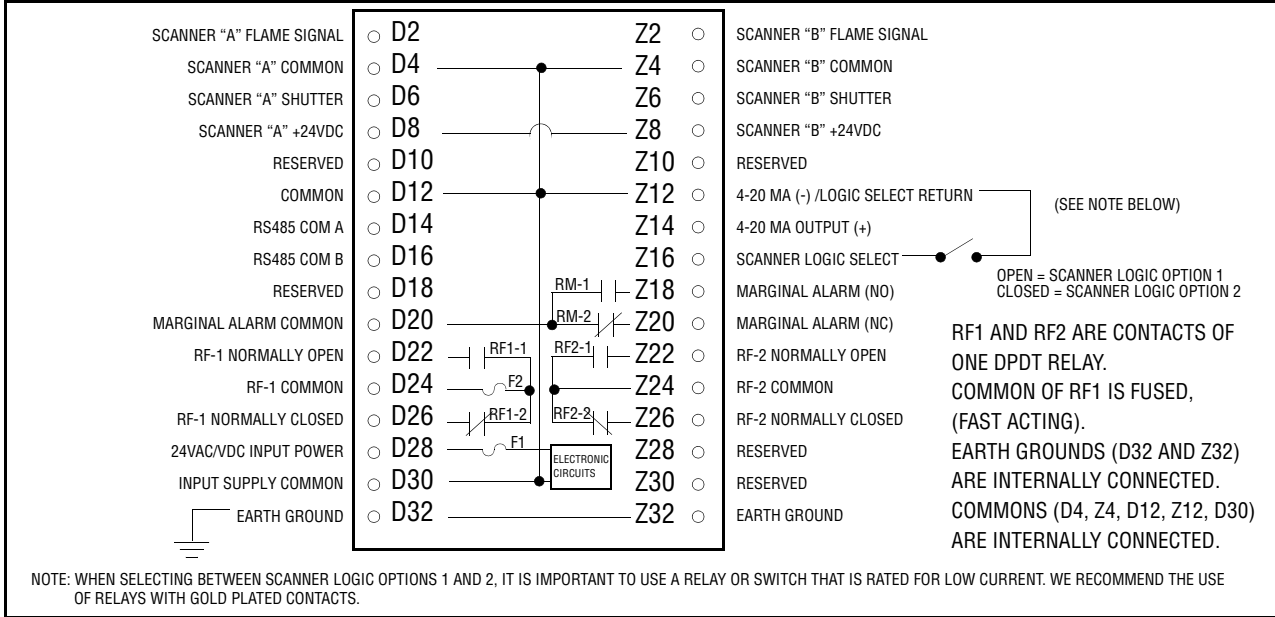 SCANNER “A” FLAME SIGNAL D2 Z2 SCANNER “B” FLAME SIGNAL
SCANNER “A” COMMON D4 Z4 SCANNER “B” COMMON
SCANNER “A” SHUTTER D6 Z6 SCANNER “B” SHUTTER
SCANNER “A” +24VDC D8 Z8 SCANNER “B” +24VDC
RESERVED D10 Z10 RESERVED
COMMON D12 Z12 4-20 MA (-) /LOGIC SELECT RETURN
(SEE NOTE BELOW)
RS485 COM A D14 Z14 4-20 MA OUTPUT (+)
RS485 COM B D16 Z16 SCANNER LOGIC SELECT
OPEN = SCANNER LOGIC OPTION 1
CLOSED = SCANNER LOGIC OPTION 2
RESERVED D18 RM-1 Z18 MARGINAL ALARM (NO)
MARGINAL ALARM COMMON D20 RM-2 Z20 MARGINAL ALARM (NC)
RF-1 NORMALLY OPEN D22 RF1-1 RF2-1 Z22 RF-2 NORMALLY OPEN
RF-1 COMMON D24 F2 Z24 RF-2 COMMON
RF-1 NORMALLY CLOSED D26 RF1-2 RF2-2 Z26 RF-2 NORMALLY CLOSED
24VAC/VDC INPUT POWER D28 F1 Z28 RESERVED
ELECTRONIC
CIRCUITS
INPUT SUPPLY COMMON D30 Z30 RESERVED
EARTH GROUND D32 Z32 EARTH GROUND
RF1 AND RF2 ARE CONTACTS OF
ONE DPDT RELAY.
COMMON OF RF1 IS FUSED,
(FAST ACTING).
EARTH GROUNDS (D32 AND Z32)
ARE INTERNALLY CONNECTED.
COMMONS (D4, Z4, D12, Z12, D30)
ARE INTERNALLY CONNECTED.
NOTE: WHEN SELECTING BETWEEN SCANNER LOGIC OPTIONS 1 AND 2, IT IS IMPORTANT TO USE A RELAY OR SWITCH THAT IS RATED FOR LOW CURRENT. WE RECOMMEND THE USE
OF RELAYS WITH GOLD PLATED CONTACTS.